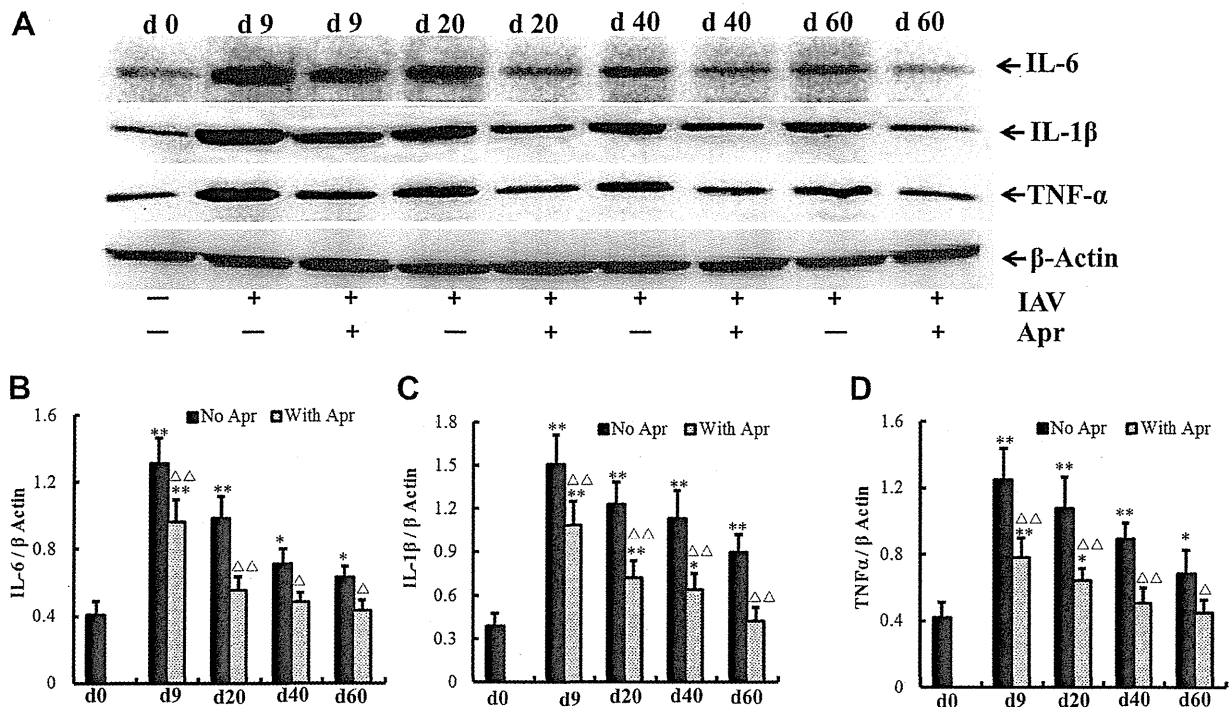 A
d 0 d 9 d 9 d 20 d 20 d 40 d 40 d 60 d 60
←IL-6
←IL-1β
←TNF-α
←β-Actin
— + + + + + + + + IAV
— — + — + — + — + Apr
B
No Apr With Apr
IL-6 / β Actin
1.6
1.2
0.8
0.4
0
** ** △△ ** △△ * △ * △
d0 d9 d20 d40 d60
C
No Apr With Apr
IL-1β / β Actin
1.8
1.5
1.2
0.9
0.6
0.3
0
** ** △△ ** ** △△ ** * △△ ** △△
d0 d9 d20 d40 d60
D
No Apr With Apr
TNFα / β Actin
1.6
1.2
0.8
0.4
0
** ** △△ ** * △△ ** △△ * △
d0 d9 d20 d40 d60